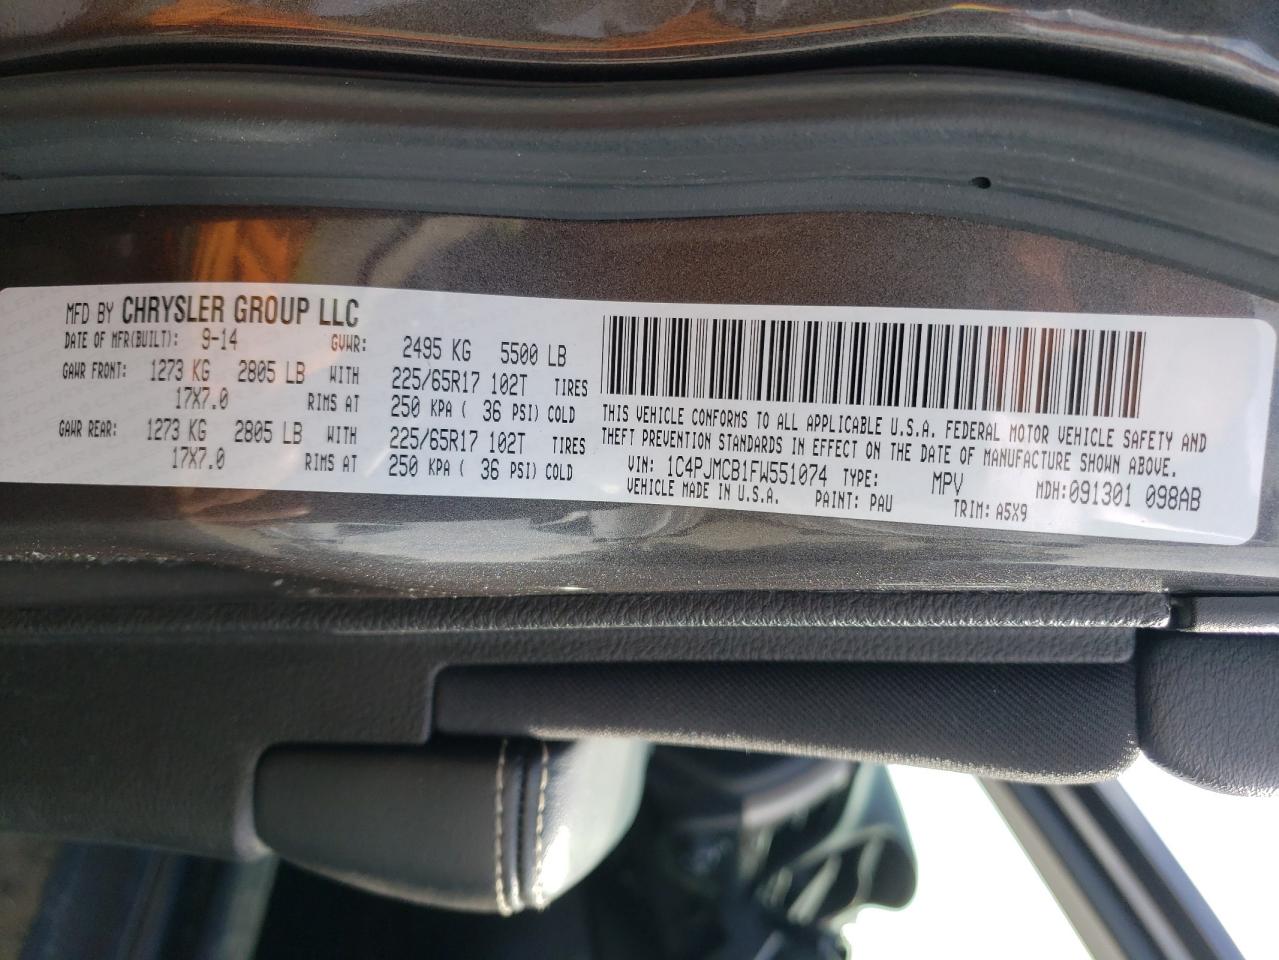 MFD BY CHRYSLER GROUP LLC
DATE OF MFR(BUILT): 9-14 GVWR: 2495 KG 5500 LB
GAWR FRONT: 1273 KG 2805 LB WITH 225/65R17 102T TIRES
17X7.0 RIMS AT 250 KPA ( 36 PSI) COLD
GAWR REAR: 1273 KG 2805 LB WITH 225/65R17 102T TIRES
17X7.0 RIMS AT 250 KPA ( 36 PSI) COLD
THIS VEHICLE CONFORMS TO ALL APPLICABLE U.S.A. FEDERAL MOTOR VEHICLE SAFETY AND
THEFT PREVENTION STANDARDS IN EFFECT ON THE DATE OF MANUFACTURE SHOWN ABOVE.
VIN: 1C4PJMCB1FW551074 TYPE: MPV MDH:091301 098AB
VEHICLE MADE IN U.S.A. PAINT: PAU TRIM: A5X9